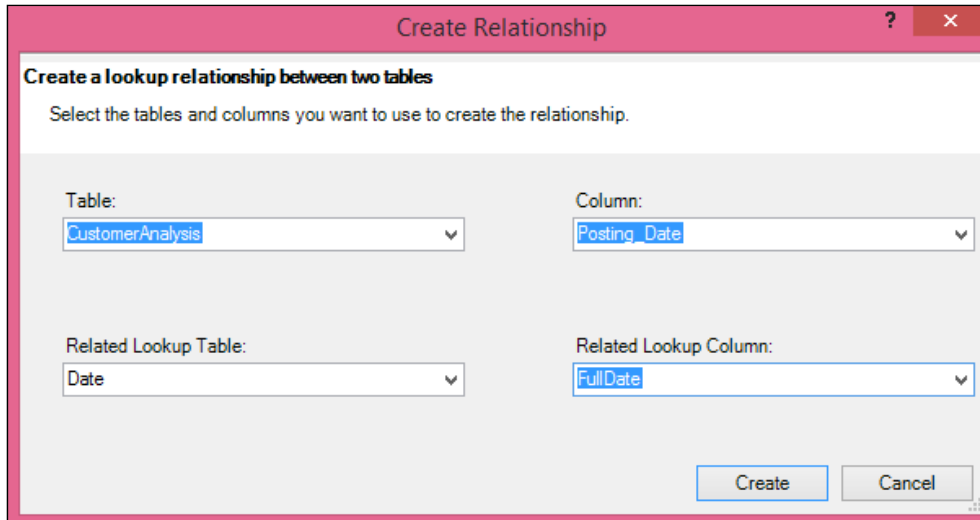 Create Relationship
?
Create a lookup relationship between two tables
Select the tables and columns you want to use to create the relationship.
Table:
Column:
CustomerAnalysis
Posting_Date
Related Lookup Table:
Related Lookup Column:
Date
FullDate
Create
Cancel